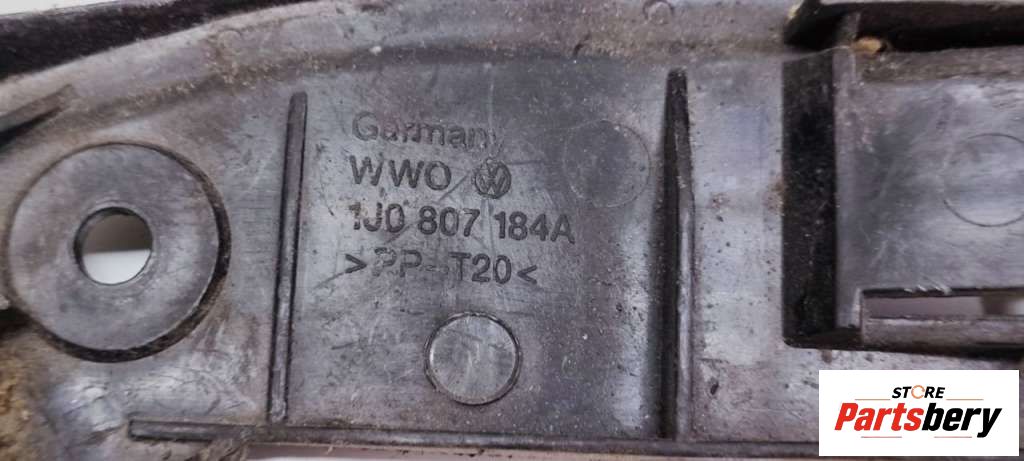 Germany
WWO
1J0 807 184A
>PP-T20<
STORE
Partsbery